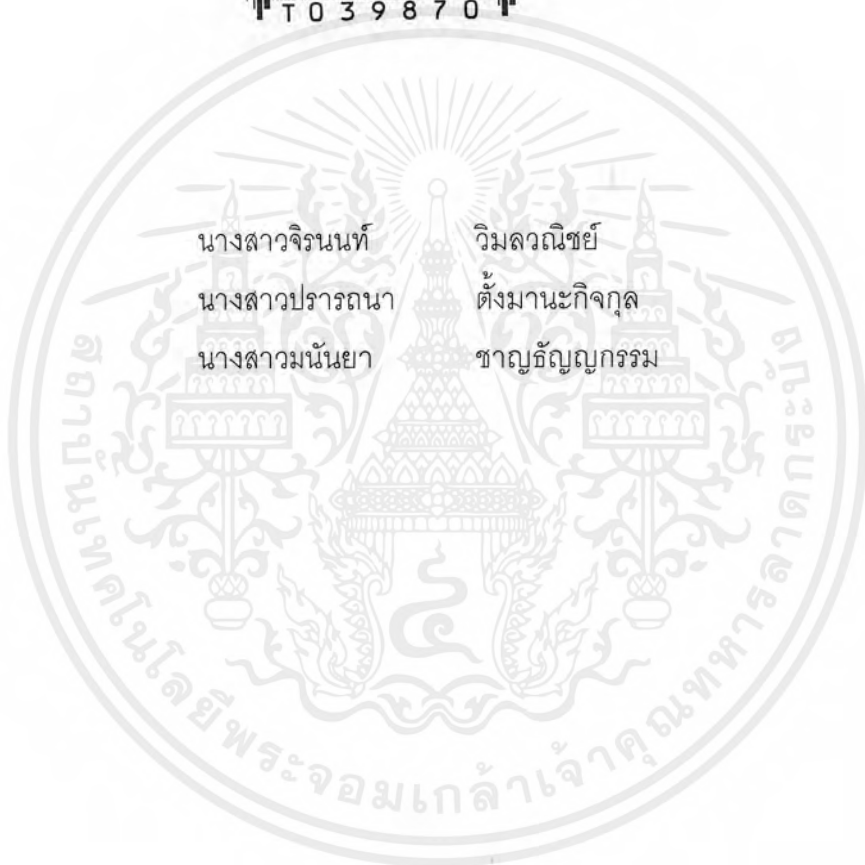 T039870
นางสาวจิรนนท์ วิมลวณิชย์
นางสาวปรารถนา ตั้งมานะกิจกุล
นางสาวมนันยา ชาญธัญญกรรม
สถาบันเทคโนโลยีพระจอมเกล้าเจ้าคุณทหารลาดกระบัง